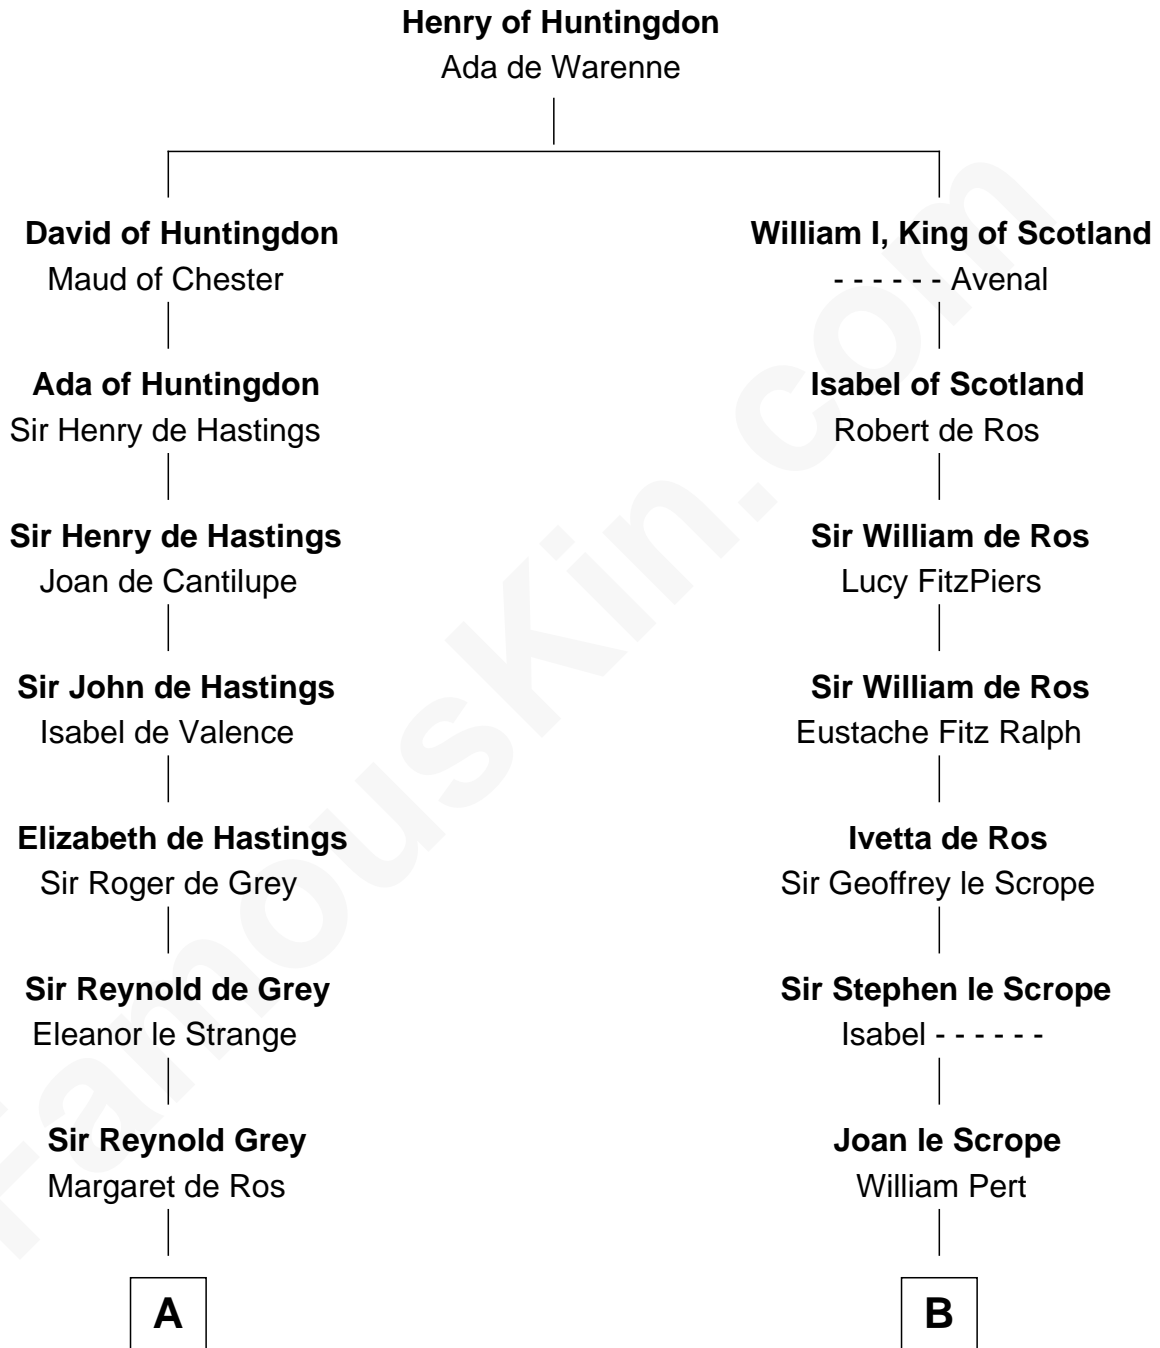 Henry of Huntingdon
Ada de Warenne
David of Huntingdon
Maud of Chester
William I, King of Scotland
- - - - - - Avenal
Ada of Huntingdon
Sir Henry de Hastings
Isabel of Scotland
Robert de Ros
Sir Henry de Hastings
Joan de Cantilupe
Sir William de Ros
Lucy FitzPiers
Sir John de Hastings
Isabel de Valence
Sir William de Ros
Eustache Fitz Ralph
Elizabeth de Hastings
Sir Roger de Grey
Ivetta de Ros
Sir Geoffrey le Scrope
Sir Reynold de Grey
Eleanor le Strange
Sir Stephen le Scrope
Isabel - - - - - -
Sir Reynold Grey
Margaret de Ros
Joan le Scrope
William Pert
A
B
FamousKin.com